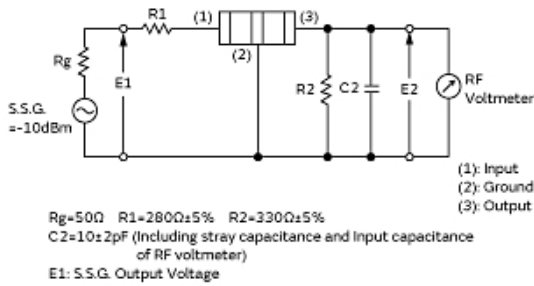 R1
(1)
(3)
(2)
Rg
E1
R2
C2
E2
RF
Voltmeter
S.S.G.
=-10dBm
(1): Input
(2): Ground
(3): Output
Rg=50Ω R1=280Ω±5% R2=330Ω±5%
C2=10±2pF (Including stray capacitance and Input capacitance
of RF voltmeter)
E1: S.S.G. Output Voltage